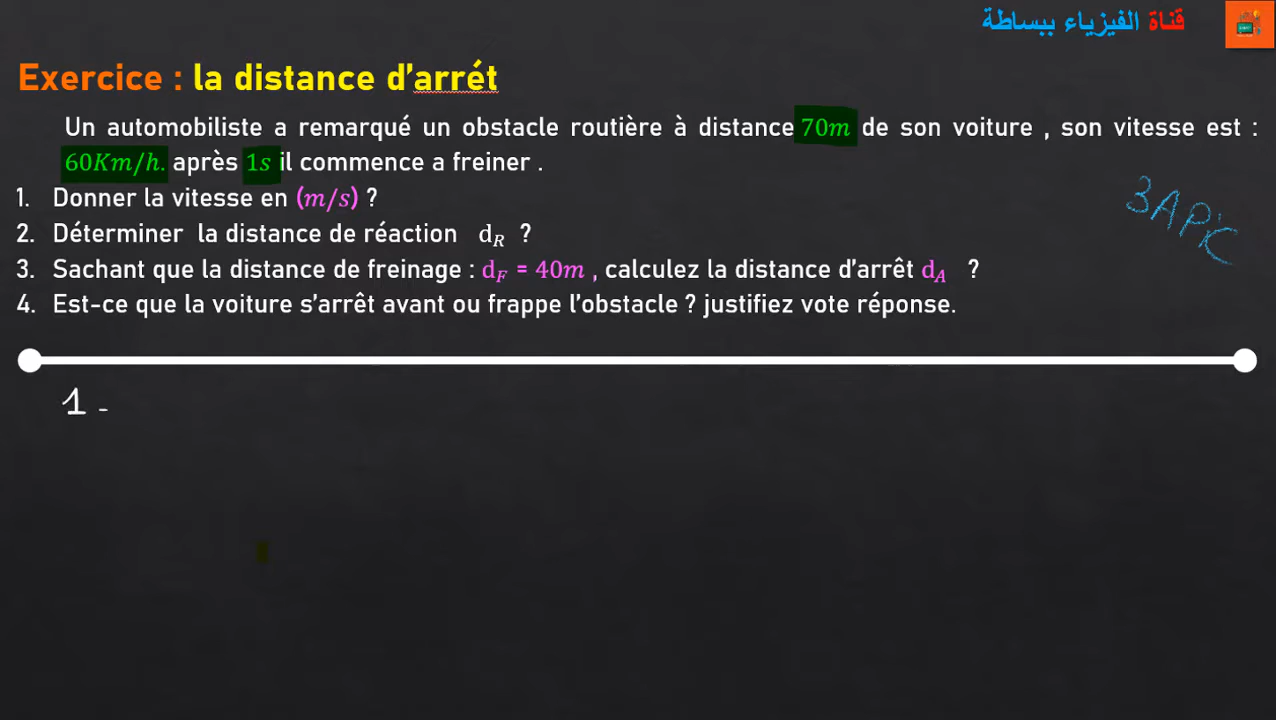 قناة الفيزياء ببساطة
Exercice : la distance d’arrét
Un automobiliste a remarqué un obstacle routière à distance 70m de son voiture , son vitesse est :
60Km/h. après 1s il commence a freiner .
1. Donner la vitesse en (m/s) ?
2. Déterminer la distance de réaction d_R ?
3. Sachant que la distance de freinage : d_F = 40m , calculez la distance d’arrêt d_A ?
4. Est-ce que la voiture s’arrêt avant ou frappe l’obstacle ? justifiez vote réponse.
3APiC
1 -